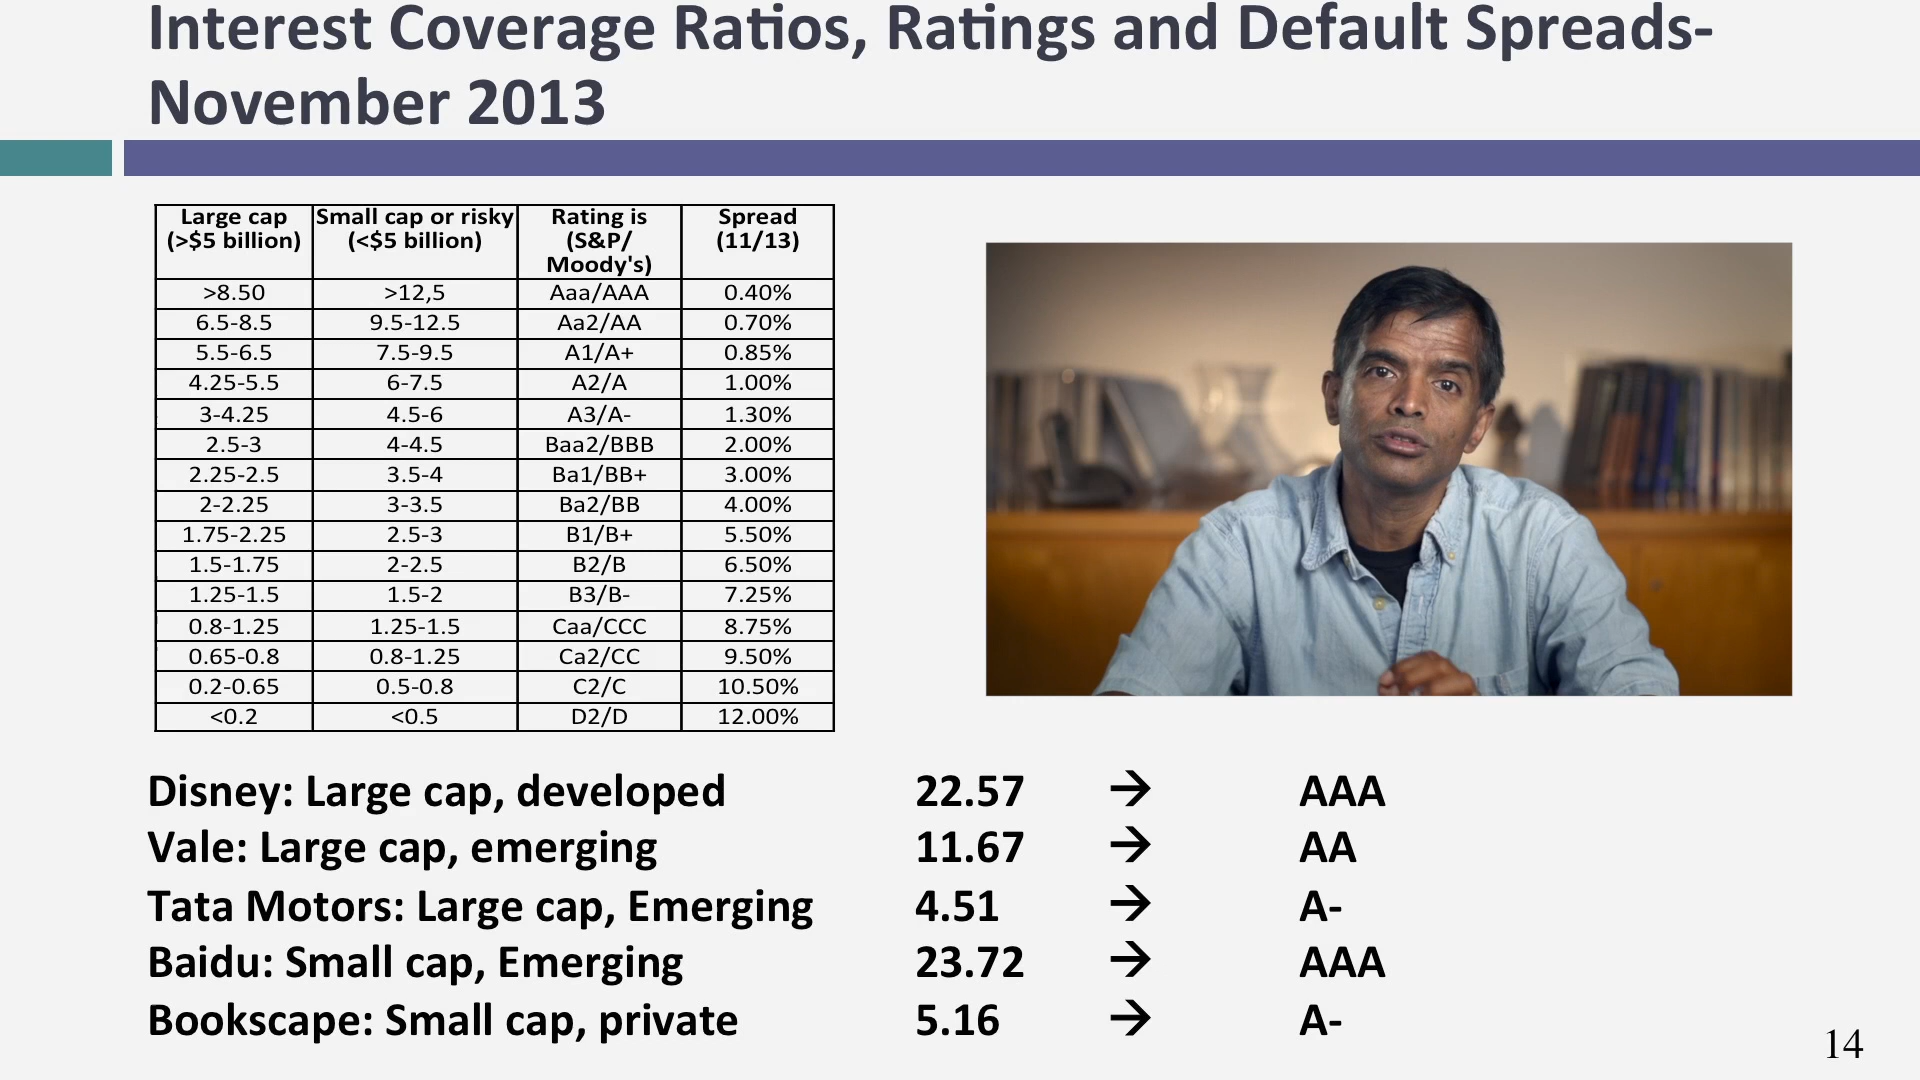 Interest Coverage Ratios, Ratings and Default Spreads-
November 2013
Large cap (>$5 billion) Small cap or risky (<$5 billion) Rating is (S&P/ Moody's) Spread (11/13)
>8.50 >12,5 Aaa/AAA 0.40%
6.5-8.5 9.5-12.5 Aa2/AA 0.70%
5.5-6.5 7.5-9.5 A1/A+ 0.85%
4.25-5.5 6-7.5 A2/A 1.00%
3-4.25 4.5-6 A3/A- 1.30%
2.5-3 4-4.5 Baa2/BBB 2.00%
2.25-2.5 3.5-4 Ba1/BB+ 3.00%
2-2.25 3-3.5 Ba2/BB 4.00%
1.75-2.25 2.5-3 B1/B+ 5.50%
1.5-1.75 2-2.5 B2/B 6.50%
1.25-1.5 1.5-2 B3/B- 7.25%
0.8-1.25 1.25-1.5 Caa/CCC 8.75%
0.65-0.8 0.8-1.25 Ca2/CC 9.50%
0.2-0.65 0.5-0.8 C2/C 10.50%
<0.2 <0.5 D2/D 12.00%
Disney: Large cap, developed 22.57 → AAA
Vale: Large cap, emerging 11.67 → AA
Tata Motors: Large cap, Emerging 4.51 → A-
Baidu: Small cap, Emerging 23.72 → AAA
Bookscape: Small cap, private 5.16 → A-
14